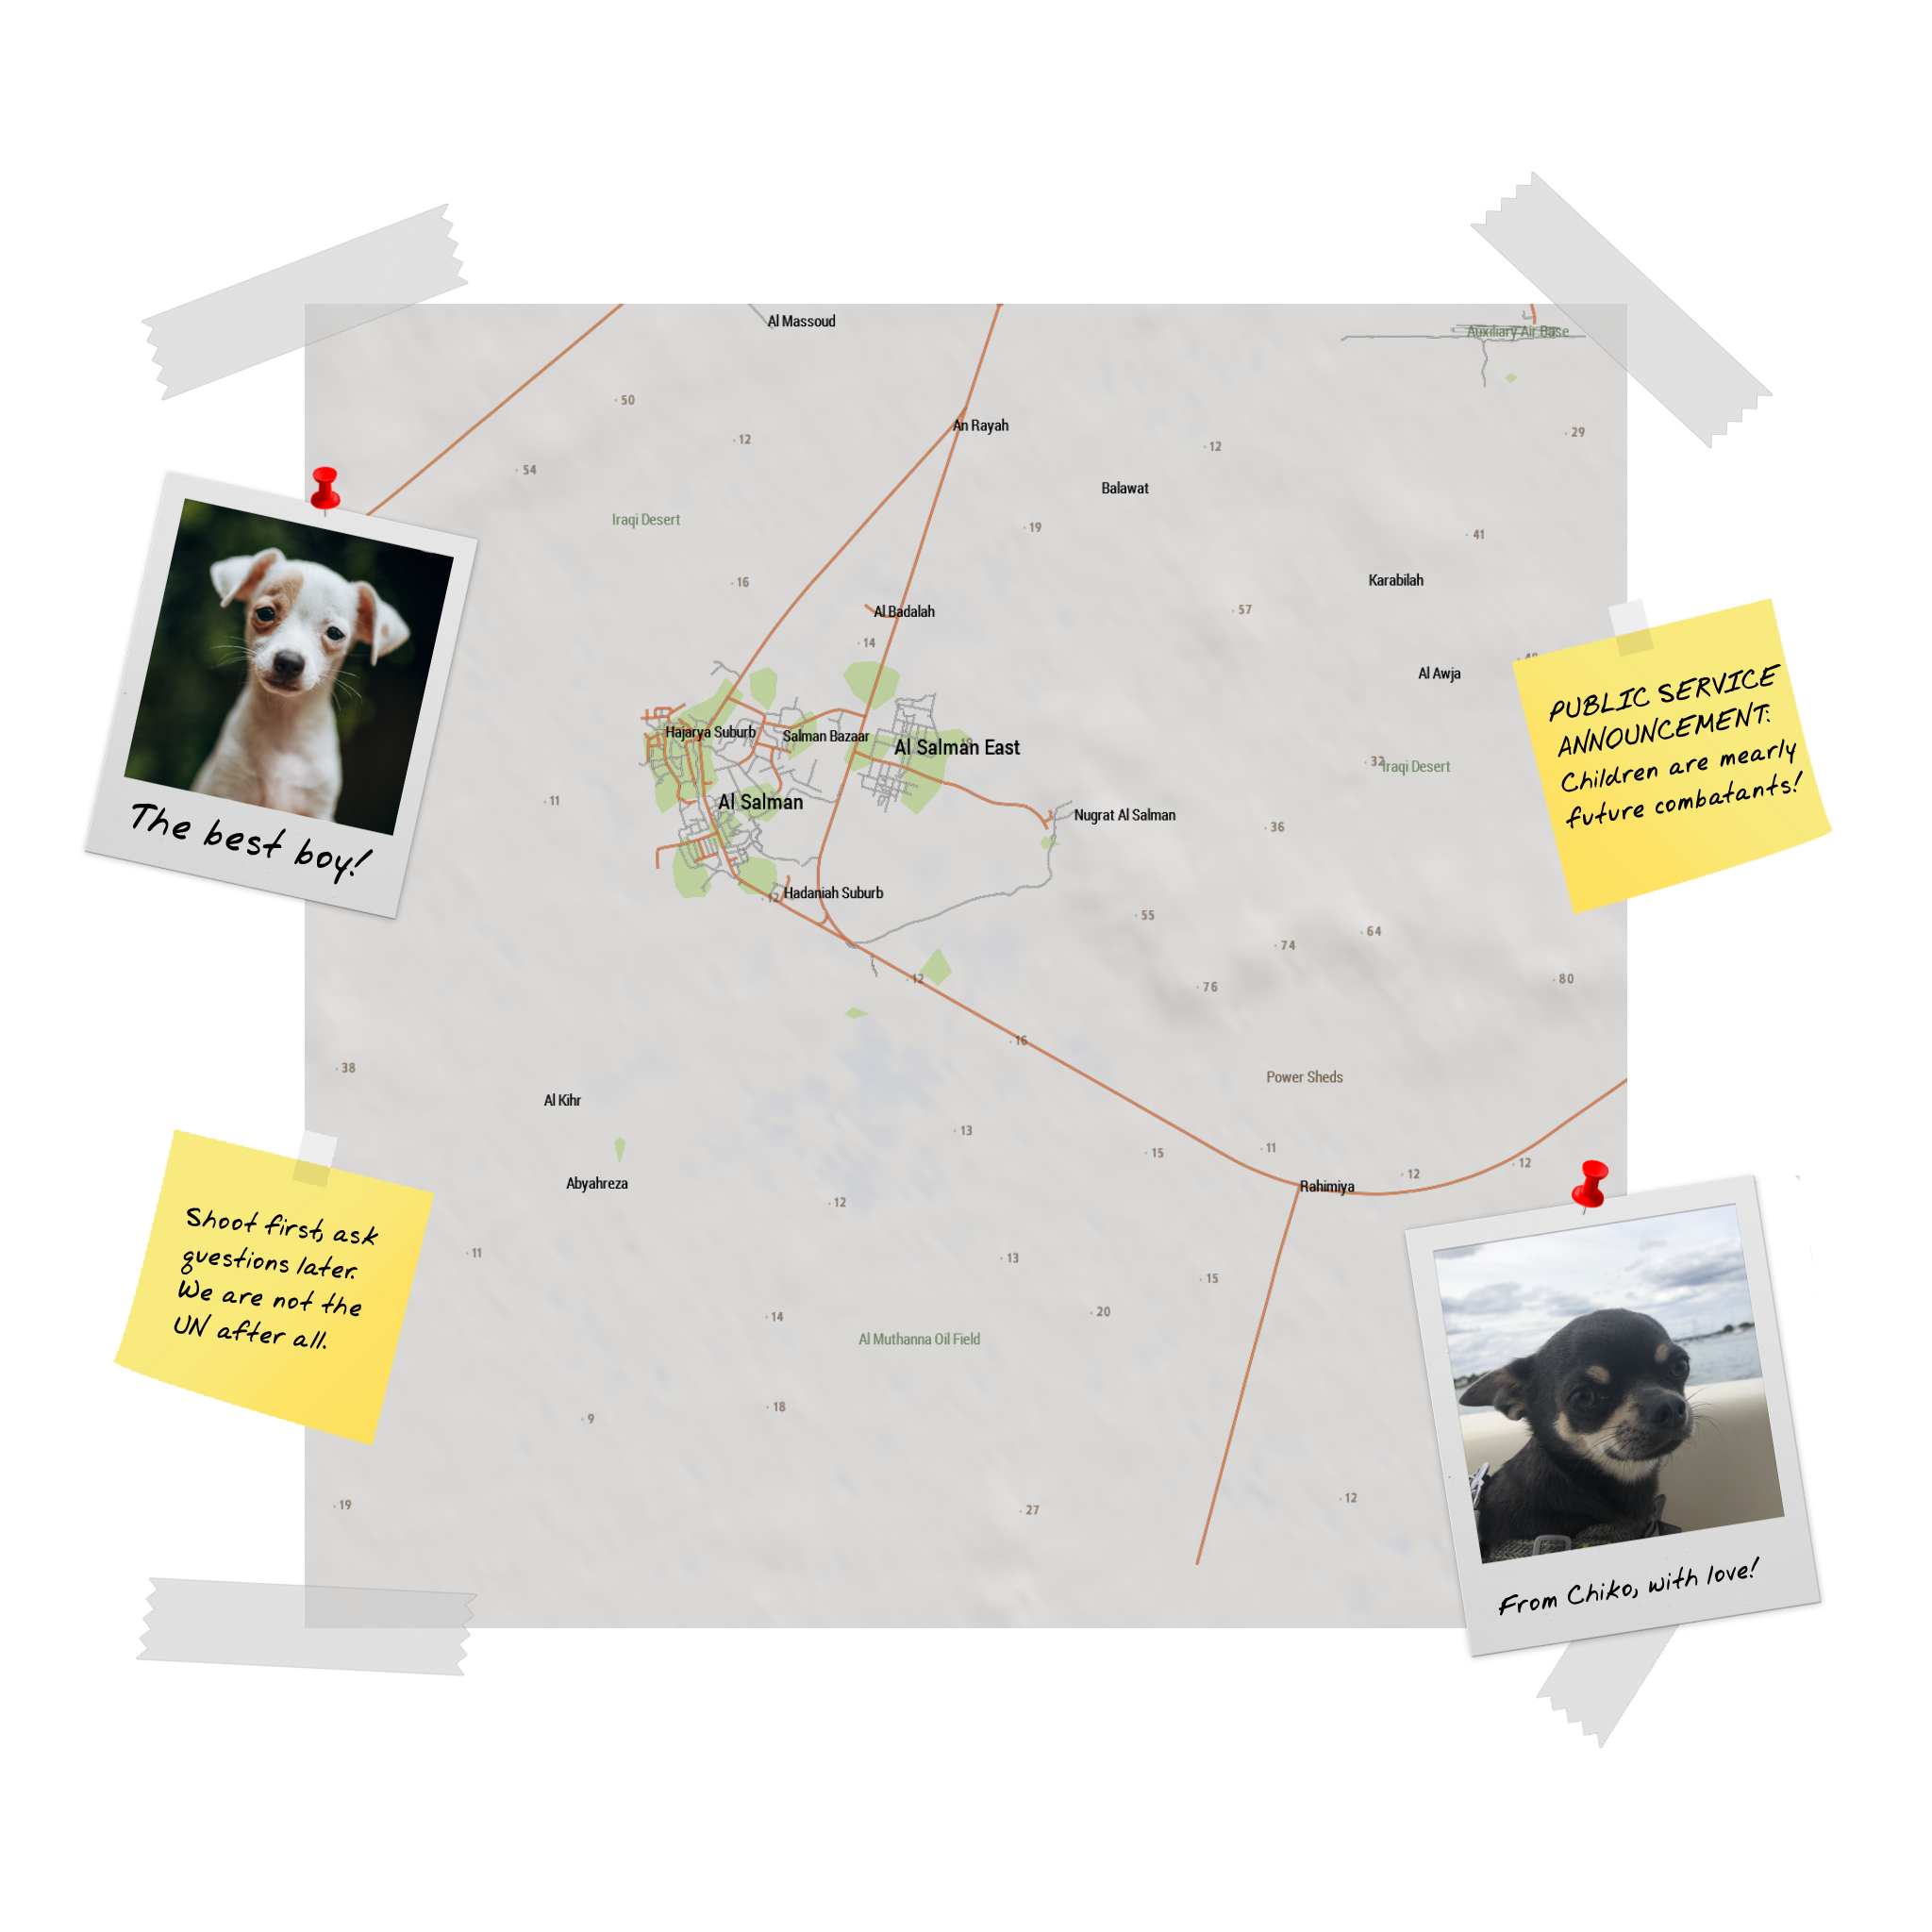 Al Massoud
Auxiliary Air Base
50
An Rayah
29
12
12
54
Balawat
Iraqi Desert
19
41
16
Karabilah
57
Al Badalah
14
Al Awja
PUBLIC SERVICE
ANNOUNCEMENT:
Children are mearly
future combatants!
Hajarya Suburb
Salman Bazaar
Al Salman East
32
Iraqi Desert
11
Al Salman
Nugrat Al Salman
36
The best boy!
12
Hadaniah Suburb
55
64
74
12
76
80
16
38
Power Sheds
Al Kihr
13
11
15
12
12
Abyahreza
Rahimiya
12
Shoot first, ask
questions later.
We are not the
UN after all.
11
13
15
14
20
Al Muthanna Oil Field
18
9
12
19
27
From Chiko, with love!